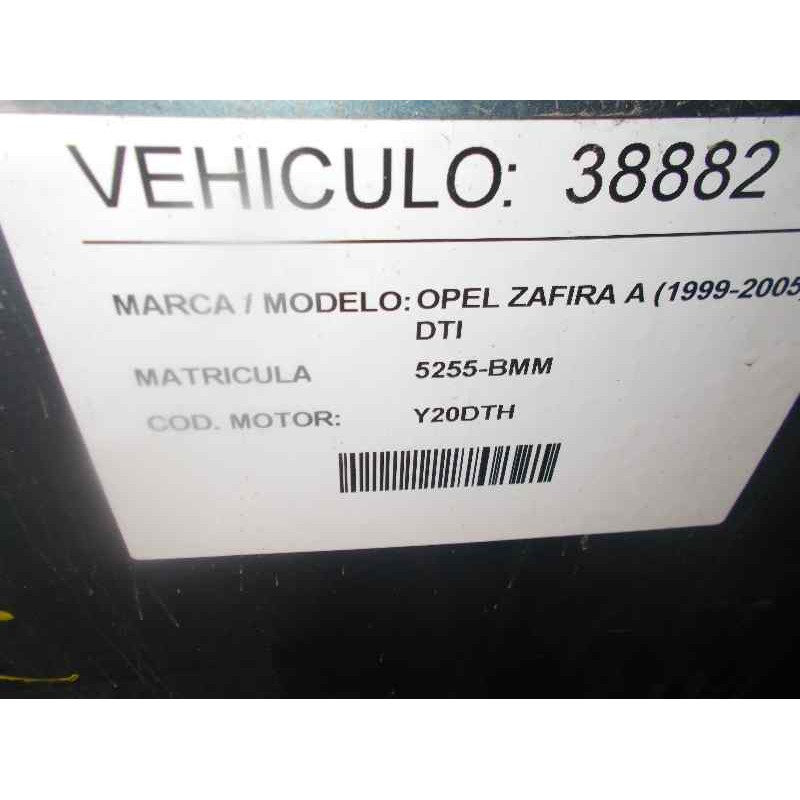 VEHICULO: 38882
MARCA / MODELO: OPEL ZAFIRA A (1999-2005
DTI
MATRICULA 5255-BMM
COD. MOTOR: Y20DTH